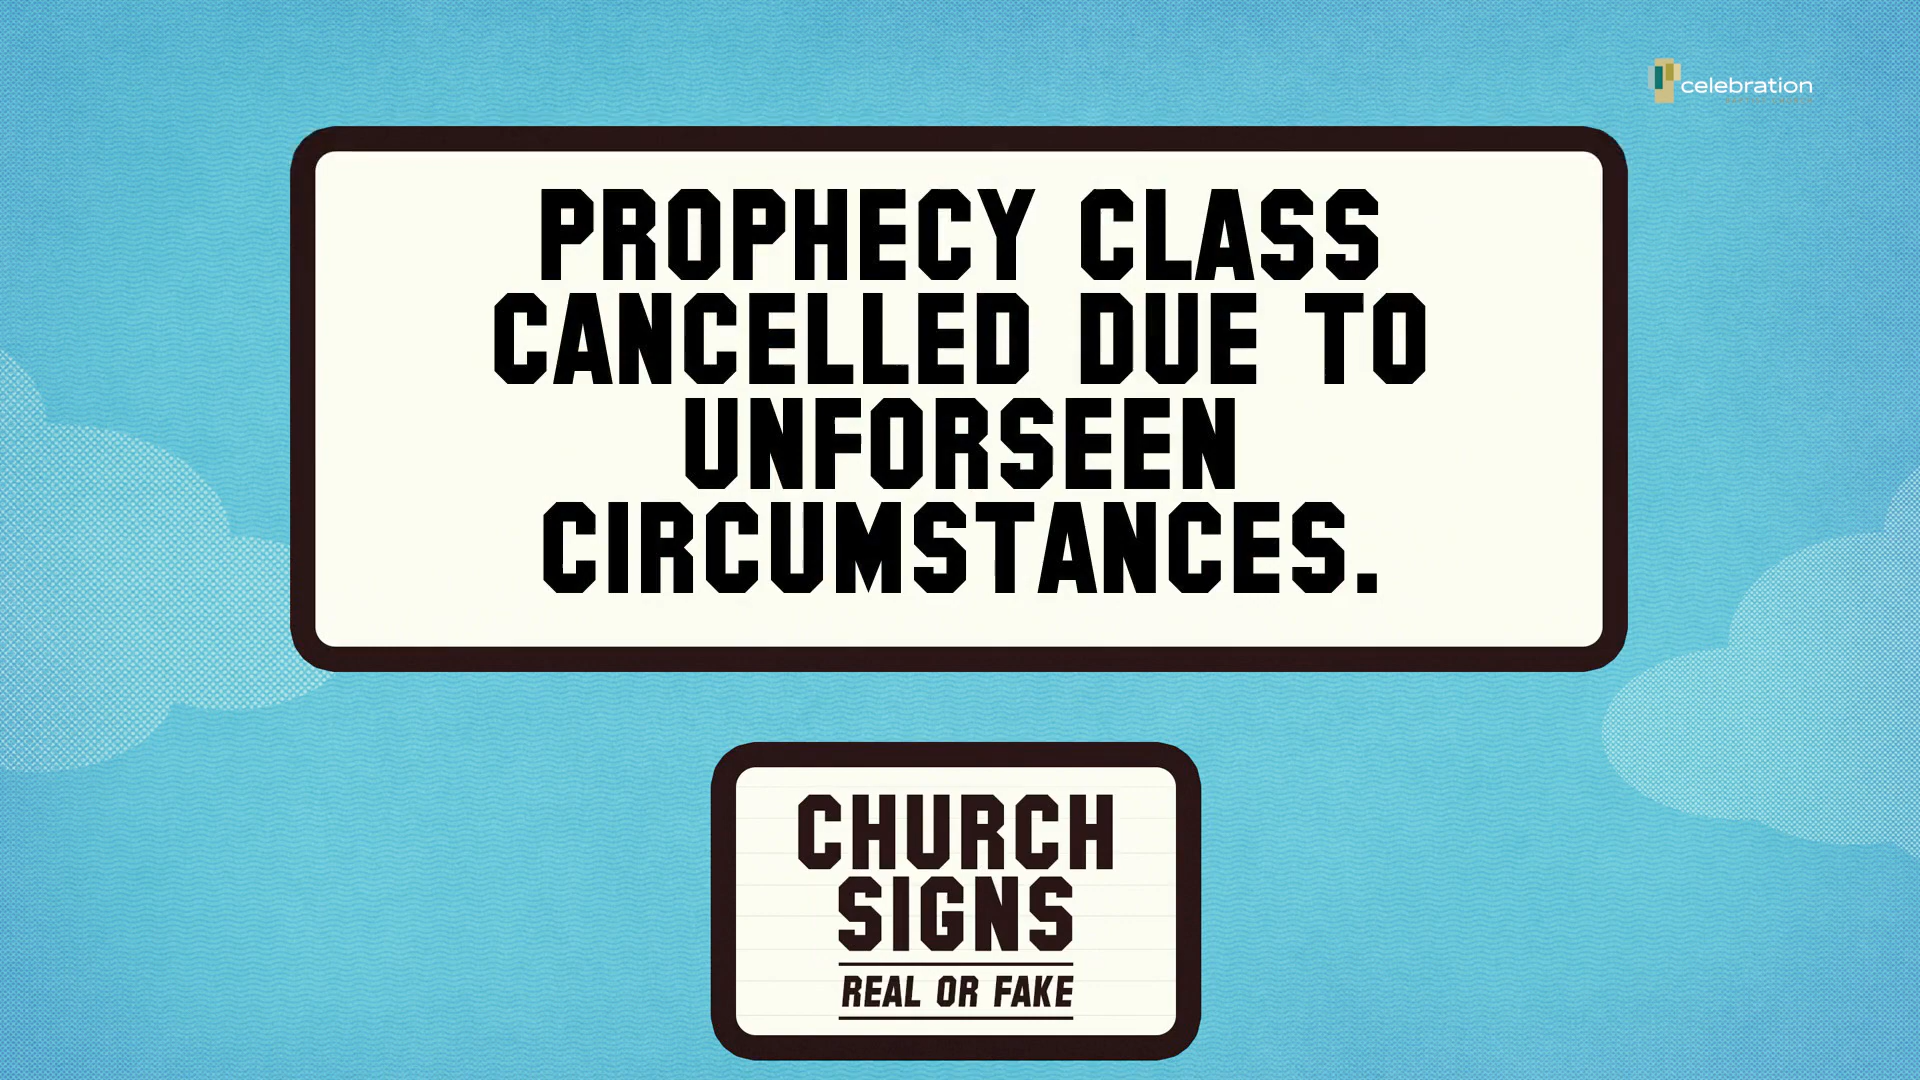 celebration
PROPHECY CLASS
CANCELLED DUE TO
UNFORSEEN
CIRCUMSTANCES.
CHURCH
SIGNS
REAL OR FAKE